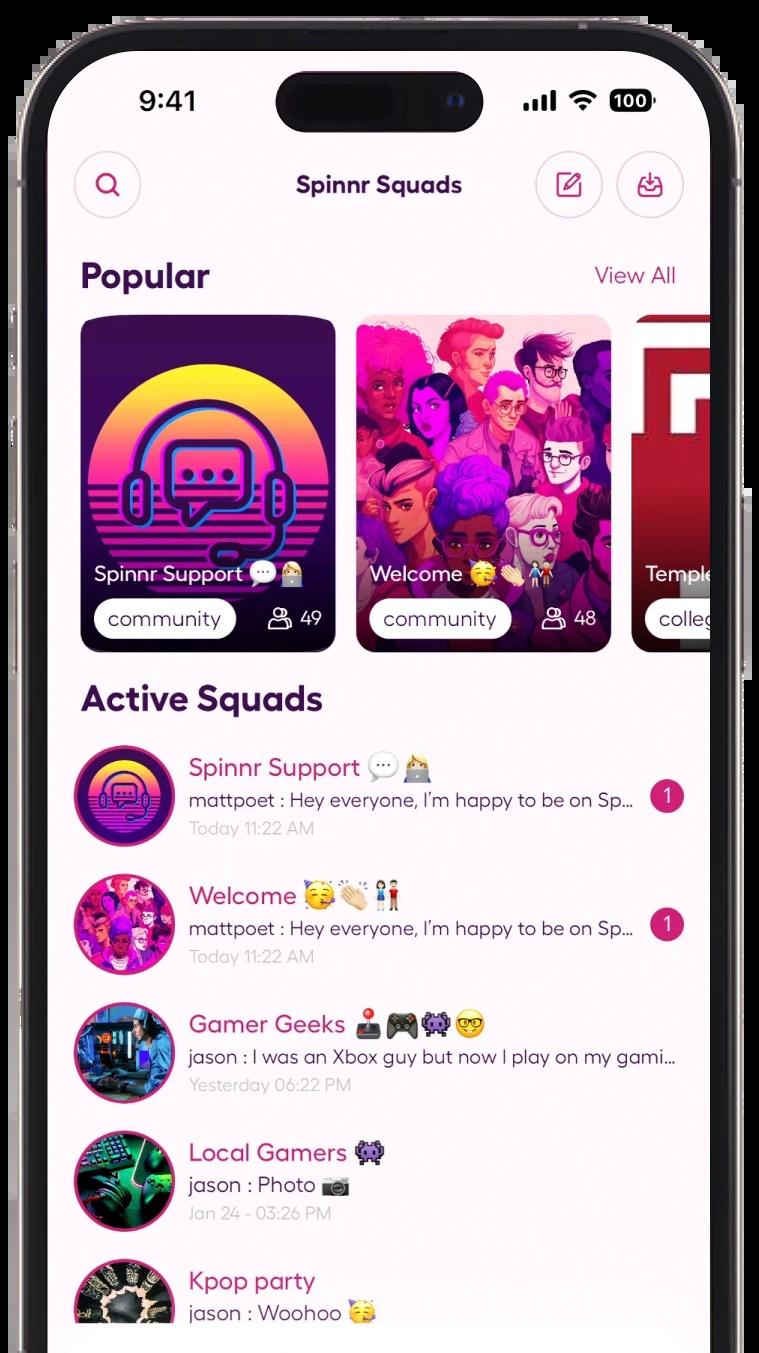 9:41
100
Spinnr Squads
Popular
View All
Spinnr Support 💬👩🏼‍💻
community
49
Welcome 🥳👏🏻👫
community
48
Temple
colleg
Active Squads
Spinnr Support 💬👩🏼‍💻
mattpoet : Hey everyone, I’m happy to be on Sp...
1
Today 11:22 AM
Welcome 🥳👏🏻👫
mattpoet : Hey everyone, I’m happy to be on Sp...
1
Today 11:22 AM
Gamer Geeks 🕹️🎮👾🤓
jason : I was an Xbox guy but now I play on my gami...
Yesterday 06:22 PM
Local Gamers 👾
jason : Photo 📷
Jan 24 - 03:26 PM
Kpop party
jason : Woohoo 🥳